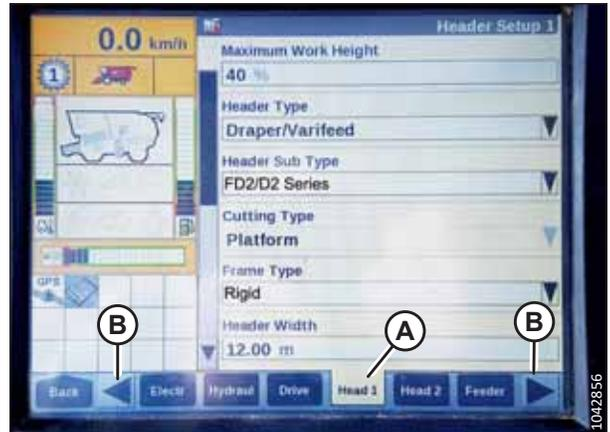 0.0 km/h
Header Setup 1
Maximum Work Height
40 %
1
Header Type
Draper/Varifeed
Header Sub Type
FD2/D2 Series
Cutting Type
Platform
Frame Type
Rigid
GPS
Header Width
12.00 m
B
A
B
Back
Electr
Hydraul
Drive
Head 1
Head 2
Feeder
1042856